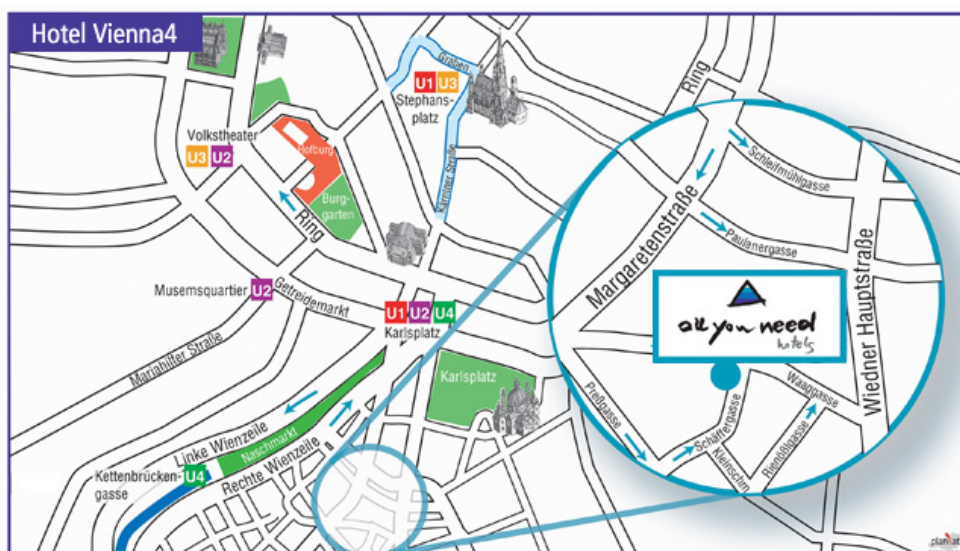 Hotel Vienna4
Graben
U1 U3
Stephans-
platz
Kärntner Straße
Volkstheater
U3 U2
Hofburg
Burg-
garten
Ring
Musemsquartier U2
Getreidemarkt
U1 U2 U4
Karlsplatz
Mariahilfer Straße
Karlsplatz
Linke Wienzeile
Naschmarkt
Rechte Wienzeile
Kettenbrücken-
gasse
U4
Ring
Schleifmühlgasse
Margaretenstraße
Paulanergasse
Wiedner Hauptstraße
all you need
hotels
Preßgasse
Schäffergasse
Kleinschm
Waaggasse
Rienößlgasse